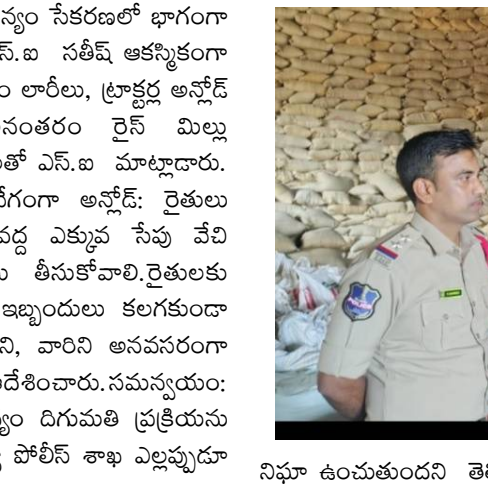 సేకరణలో భాగంగా
సతీష్ ఆకస్మికంగా
లారీలు, ట్రాక్టర్ల అన్లోడ్
రైస్ మిల్లు
ఎస్.ఐ మాట్లాడారు.
అన్లోడ్: రైతులు
వద్ద ఎక్కువ సేపు వేచి
తీసుకోవాలి.రైతులకు
ఇబ్బందులు కలగకుండా
వారిని అనవసరంగా
సమన్వయం:
దిగుమతి ప్రక్రియను
పోలీస్ శాఖ ఎల్లప్పుడూ
నిఘా ఉంచుతుందని